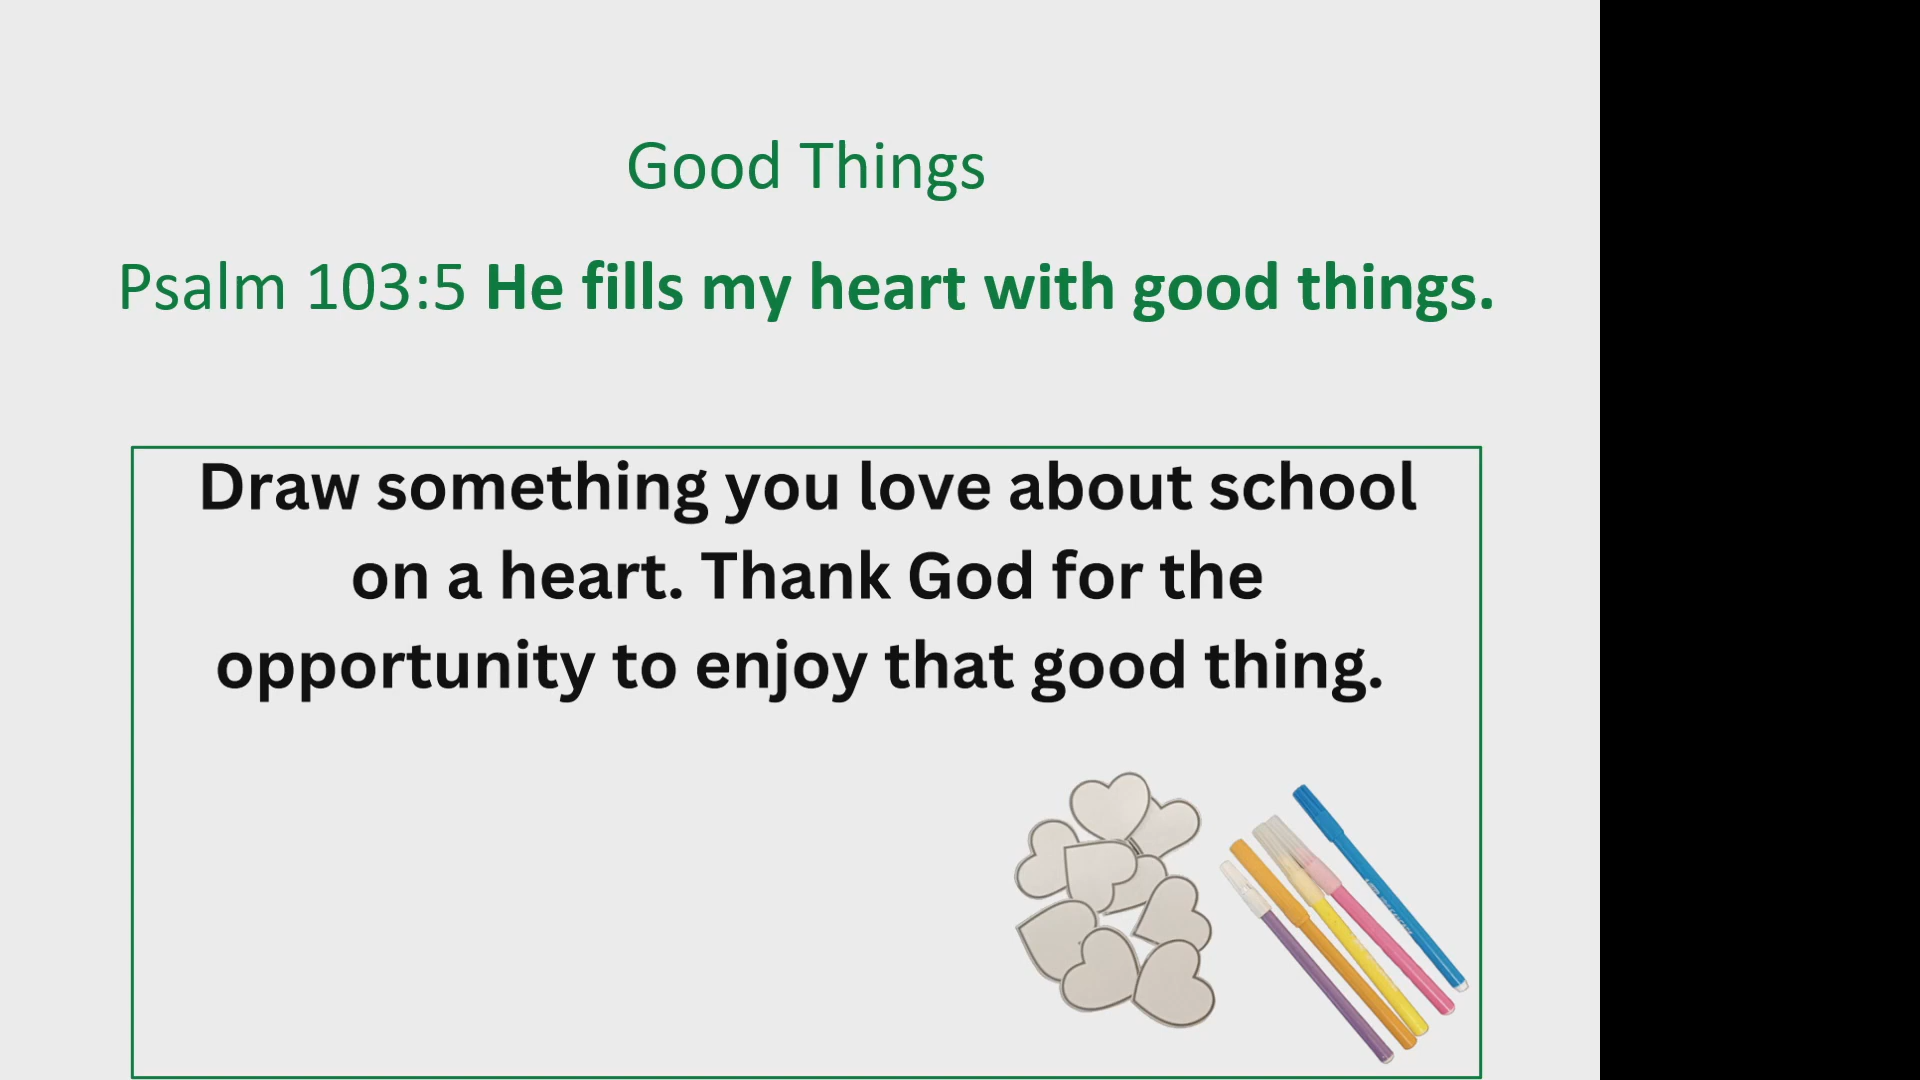 Good Things
Psalm 103:5 He fills my heart with good things.
Draw something you love about school
on a heart. Thank God for the
opportunity to enjoy that good thing.